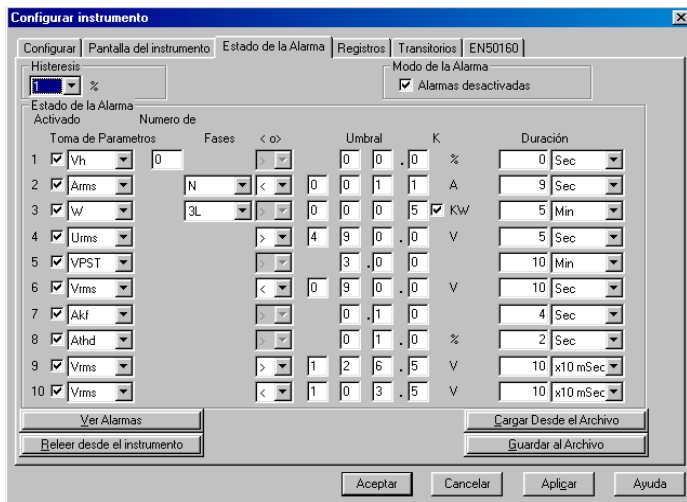 Configurar instrumento
Configurar Pantalla del instrumento Estado de la Alarma Registros Transitorios EN50160
Histeresis Modo de la Alarma
1 % Alarmas desactivadas
Estado de la Alarma
Activado Numero de
Toma de Parametros Fases < o> Umbral K Duración
1 Vh 0 > 0 0 . 0 % 0 Sec
2 Arms N < 0 0 1 1 A 9 Sec
3 W 3L > 0 0 0 5 KW 5 Min
4 Urms > 4 9 0 . 0 V 5 Sec
5 VPST > 3 . 0 0 10 Min
6 Vrms < 0 9 0 . 0 V 10 Sec
7 Akf > 0 . 1 0 4 Sec
8 Athd > 0 1 . 0 % 2 Sec
9 Vrms > 1 2 6 . 5 V 10 x10 mSec
10 Vrms < 1 0 3 . 5 V 10 x10 mSec
Ver Alarmas Cargar Desde el Archivo
Releer desde el instrumento Guardar al Archivo
Aceptar Cancelar Aplicar Ayuda